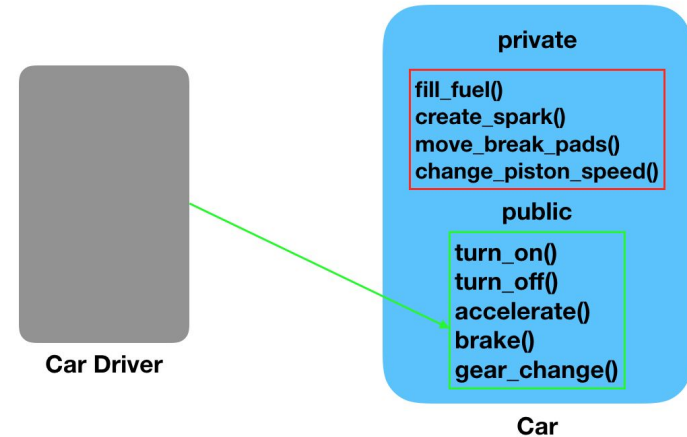 private
fill_fuel()
create_spark()
move_break_pads()
change_piston_speed()
public
turn_on()
turn_off()
accelerate()
brake()
gear_change()
Car Driver
Car